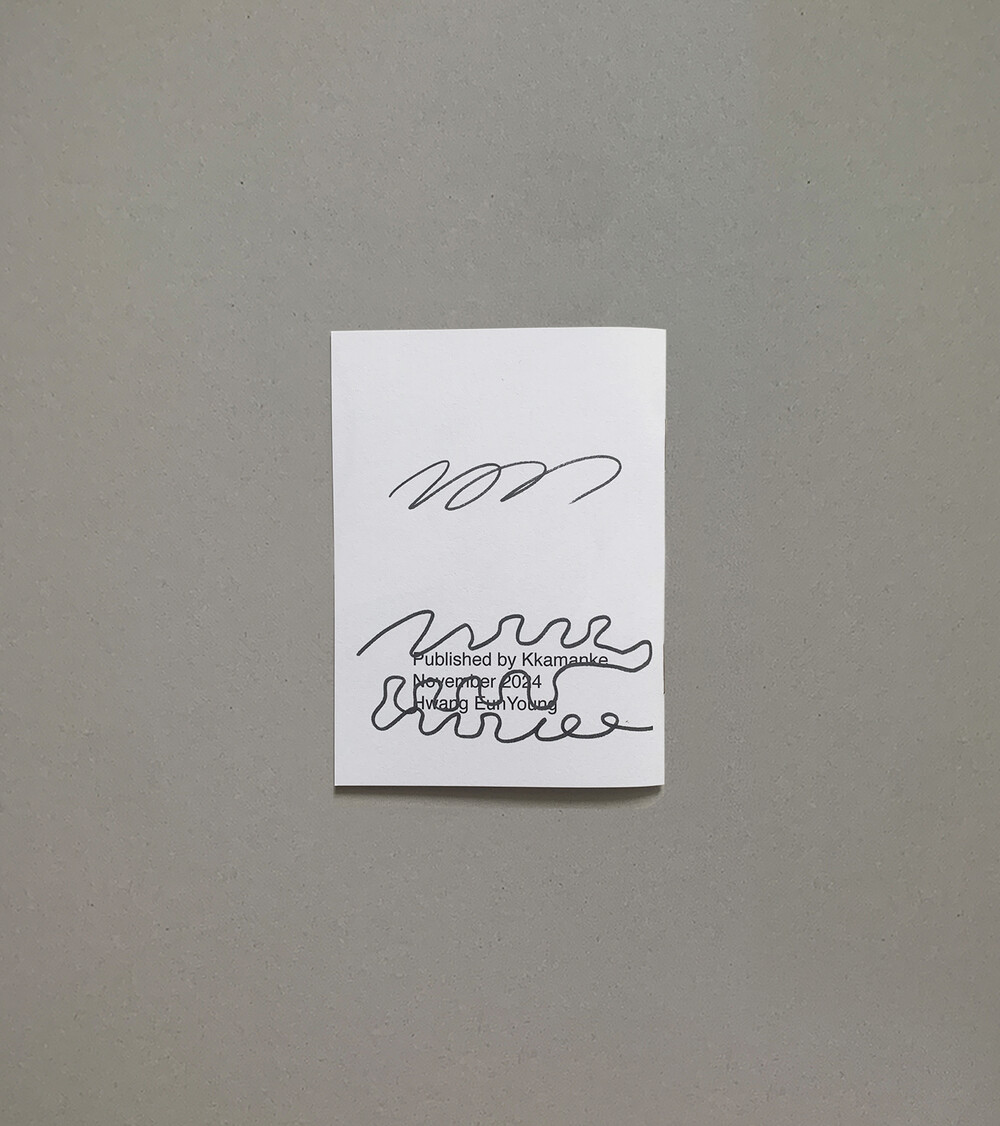 Published by Kkamanke
November 2024
Hwang EunYoung